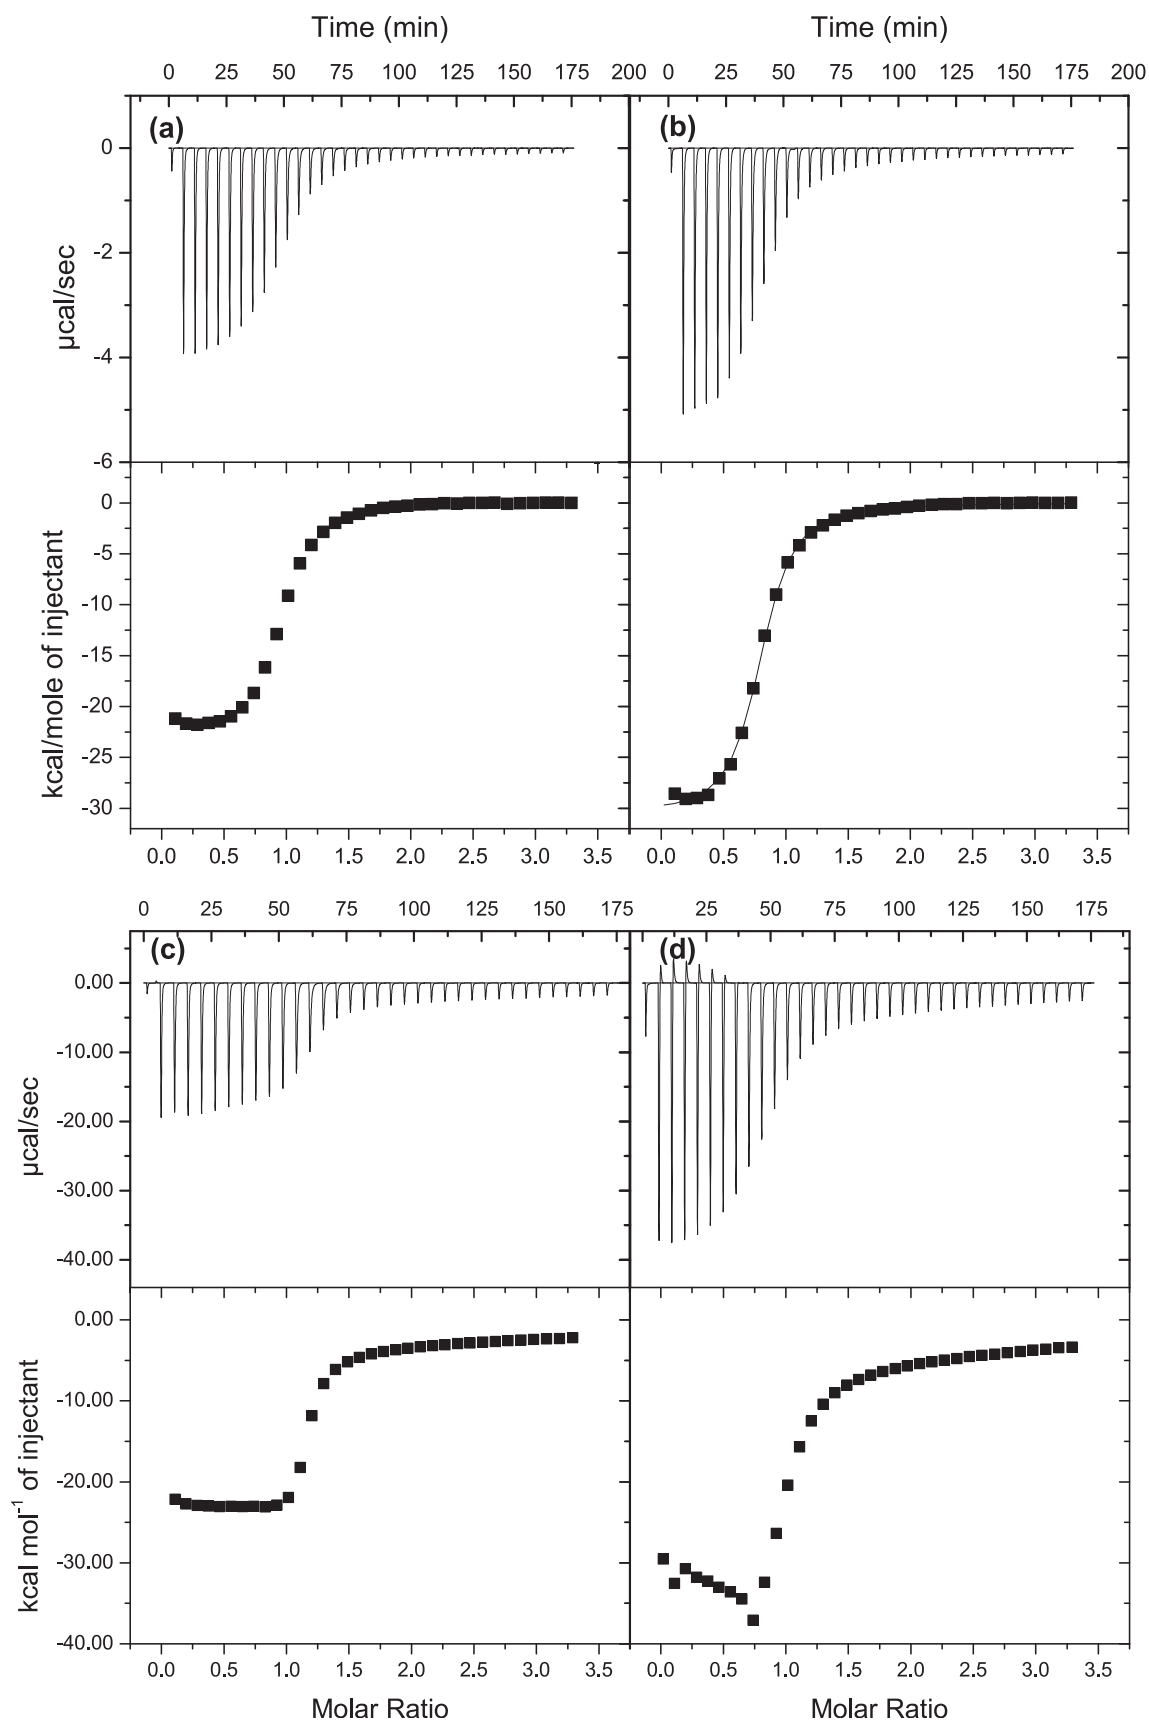 Time (min) Time (min)
0 25 50 75 100 125 150 175 200 0 25 50 75 100 125 150 175 200
(a) (b)
0
-2
-4
-6
µcal/sec
0
-5
-10
-15
-20
-25
-30
kcal/mole of injectant
0.0 0.5 1.0 1.5 2.0 2.5 3.0 3.5 0.0 0.5 1.0 1.5 2.0 2.5 3.0 3.5
0 25 50 75 100 125 150 175 25 50 75 100 125 150 175
(c) (d)
0.00
-10.00
-20.00
-30.00
-40.00
µcal/sec
0.00
-10.00
-20.00
-30.00
-40.00
kcal mol⁻¹ of injectant
0.0 0.5 1.0 1.5 2.0 2.5 3.0 3.5 0.0 0.5 1.0 1.5 2.0 2.5 3.0 3.5
Molar Ratio Molar Ratio